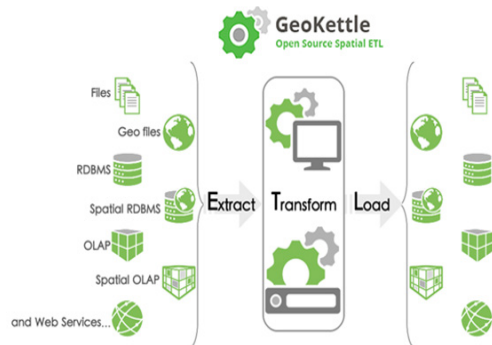 GeoKettle
Open Source Spatial ETL
Files
Geo files
RDBMS
Spatial RDBMS
OLAP
Spatial OLAP
and Web Services...
Extract Transform Load